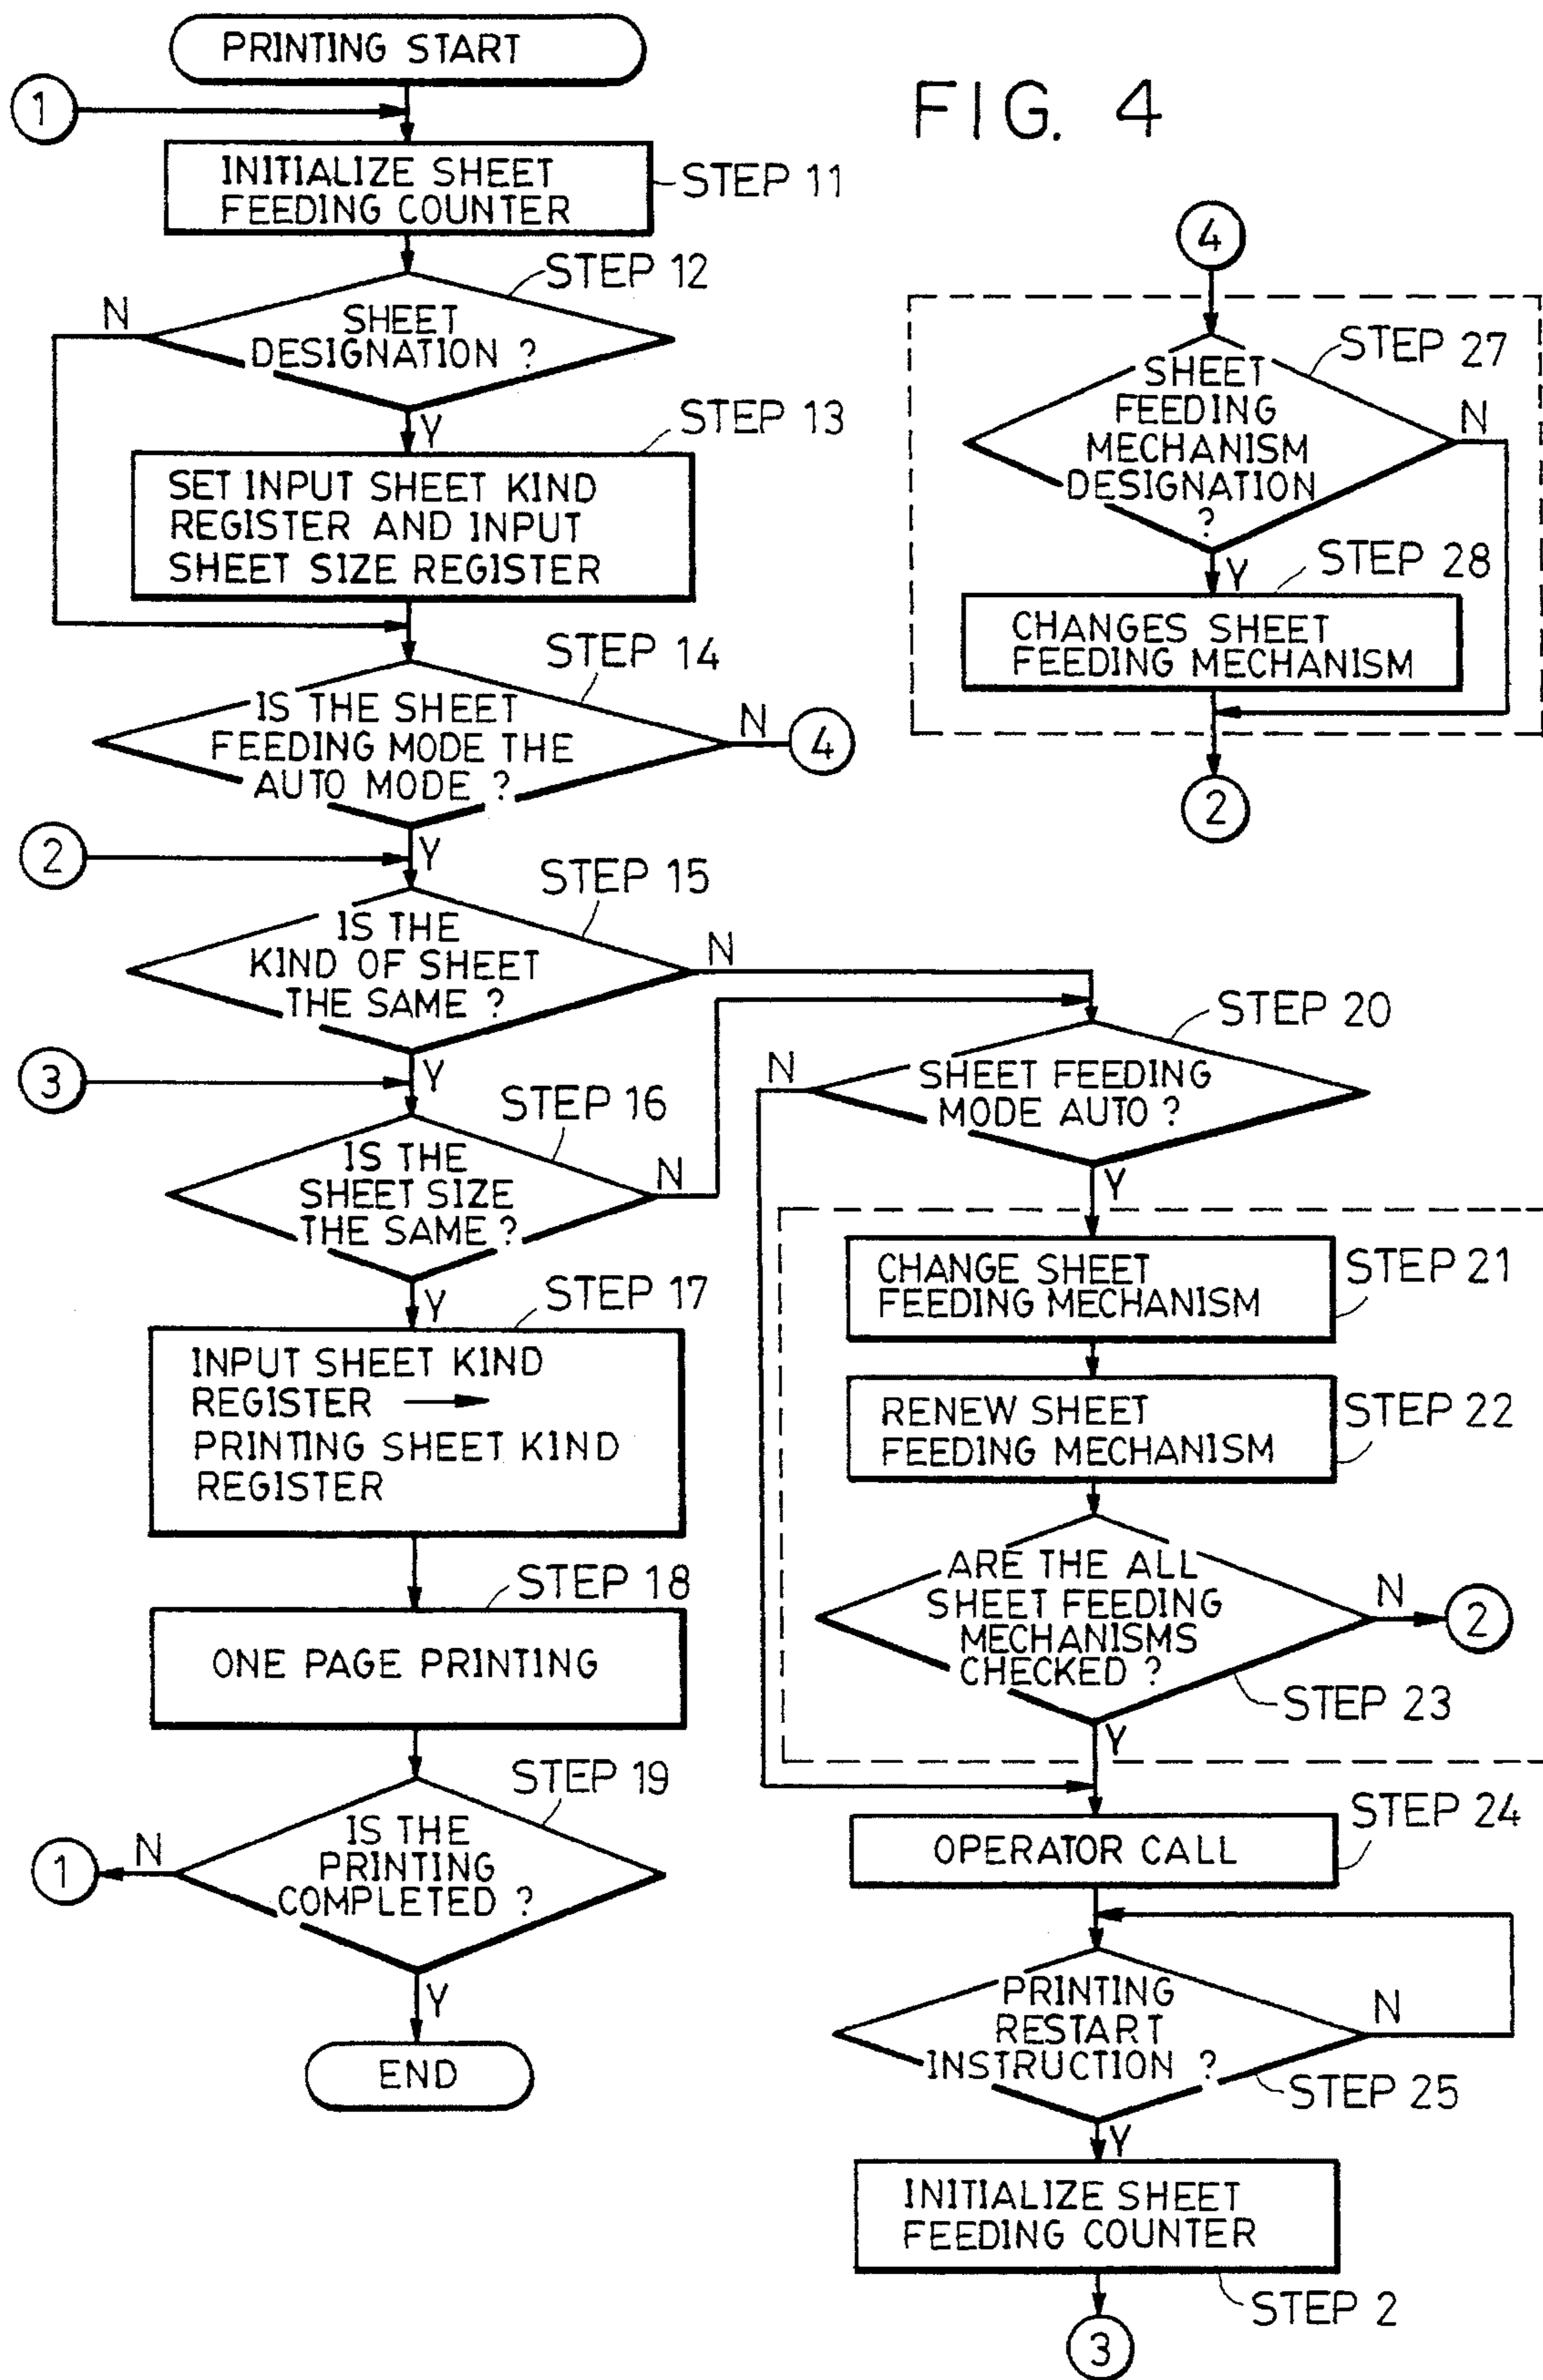 FIG. 4
PRINTING START
1
INITIALIZE SHEET
FEEDING COUNTER
STEP 11
STEP 12
N
SHEET
DESIGNATION ?
Y
STEP 13
SET INPUT SHEET KIND
REGISTER AND INPUT
SHEET SIZE REGISTER
STEP 14
IS THE SHEET
FEEDING MODE THE
AUTO MODE ?
N
4
2
Y
STEP 15
IS THE
KIND OF SHEET
THE SAME ?
N
3
Y
STEP 16
IS THE
SHEET SIZE
THE SAME ?
N
Y
STEP 17
INPUT SHEET KIND
REGISTER →
PRINTING SHEET KIND
REGISTER
STEP 18
ONE PAGE PRINTING
STEP 19
IS THE
PRINTING
COMPLETED ?
N
1
Y
END
4
STEP 27
SHEET
FEEDING
MECHANISM
DESIGNATION
?
N
Y
STEP 28
CHANGES SHEET
FEEDING MECHANISM
2
STEP 20
N
SHEET FEEDING
MODE AUTO ?
Y
CHANGE SHEET
FEEDING MECHANISM
STEP 21
RENEW SHEET
FEEDING MECHANISM
STEP 22
ARE THE ALL
SHEET FEEDING
MECHANISMS
CHECKED ?
N
2
STEP 23
Y
STEP 24
OPERATOR CALL
PRINTING
RESTART
INSTRUCTION ?
N
STEP 25
Y
INITIALIZE SHEET
FEEDING COUNTER
STEP 2
3